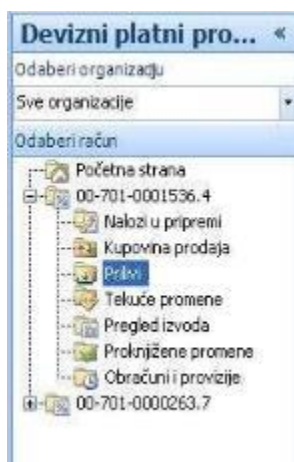 Devizni platni pro... «
Odaberi organizaciju
Sve organizacije
Odaberi račun
Početna strana
00-701-0001536.4
Nalozi u pripremi
Kupovina prodaja
Prilivi
Tekuće promene
Pregled izvoda
Proknjižene promene
Obračuni i provizije
00-701-0000263.7